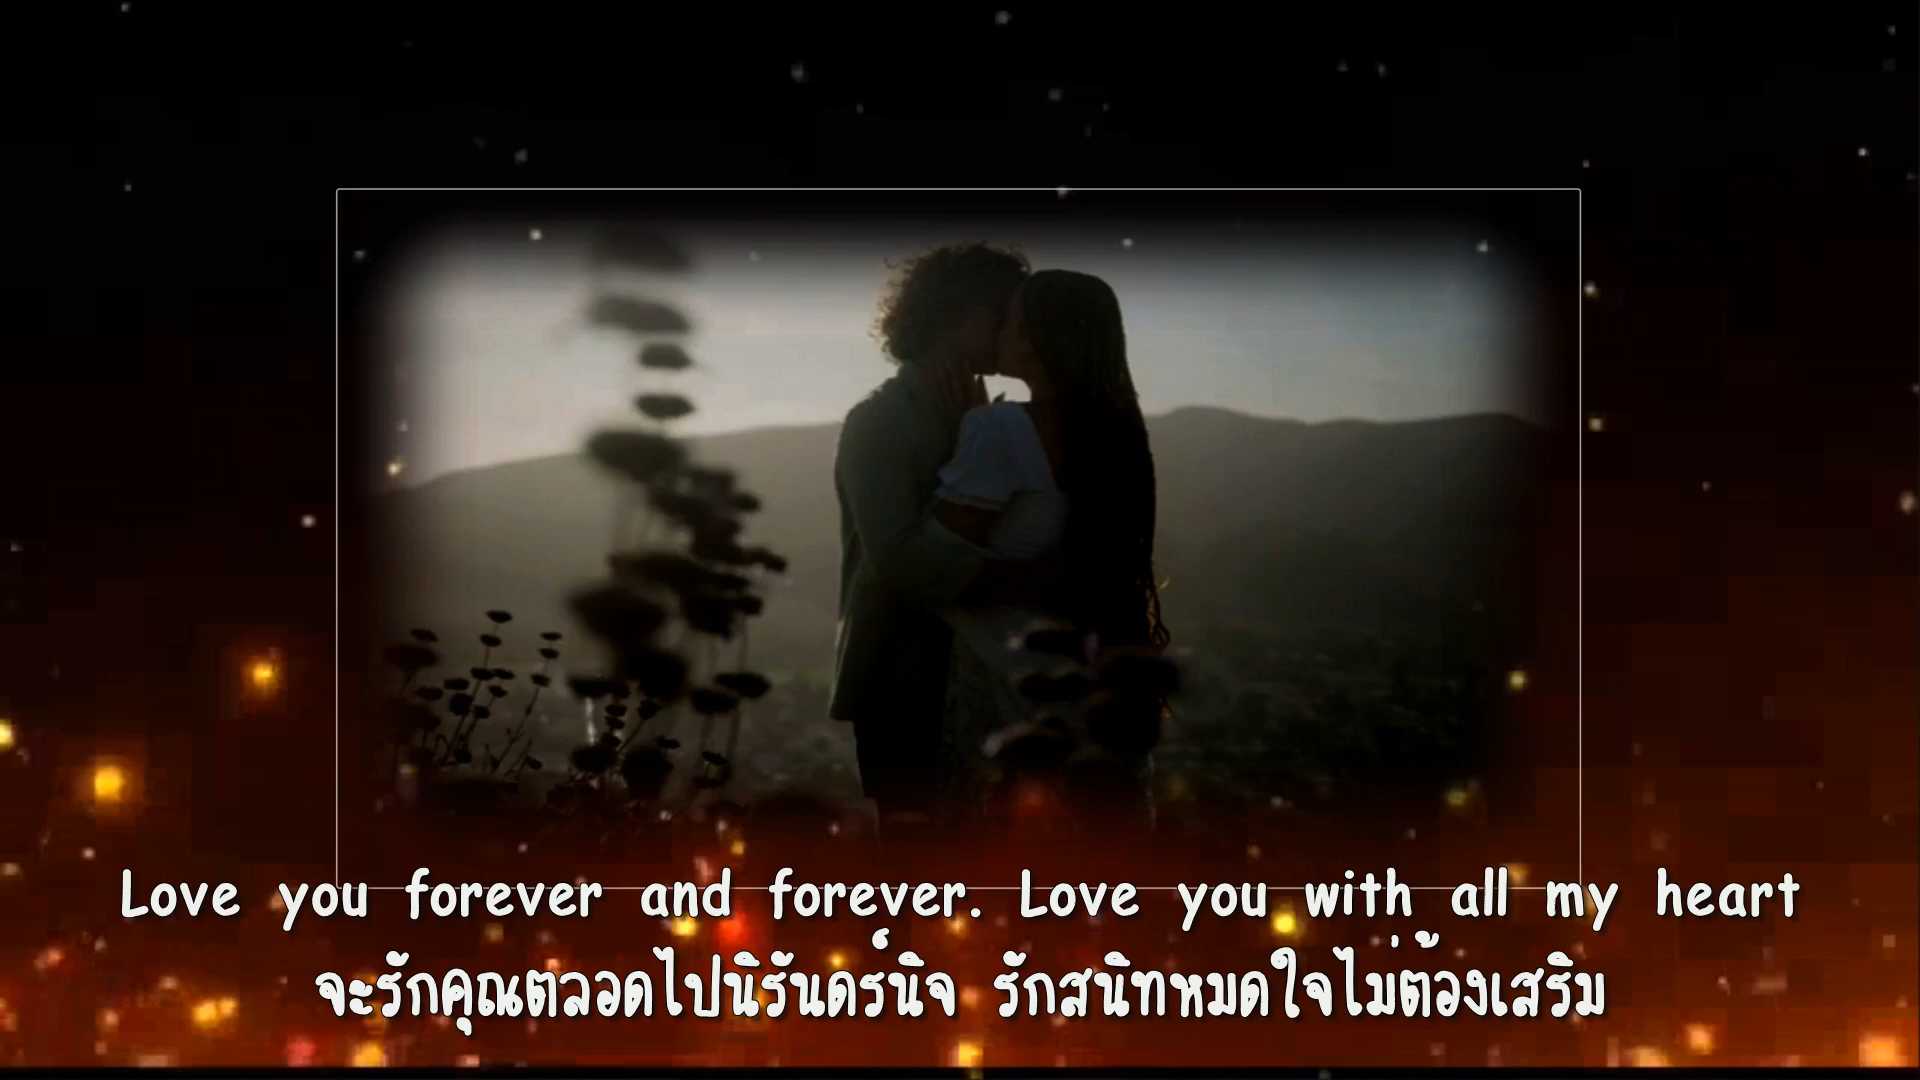 Love you forever and forever. Love you with all my heart
จะรักคุณตลอดไปนิรันดร์นิจ รักสนิทหมดใจไม่ต้องเสริม